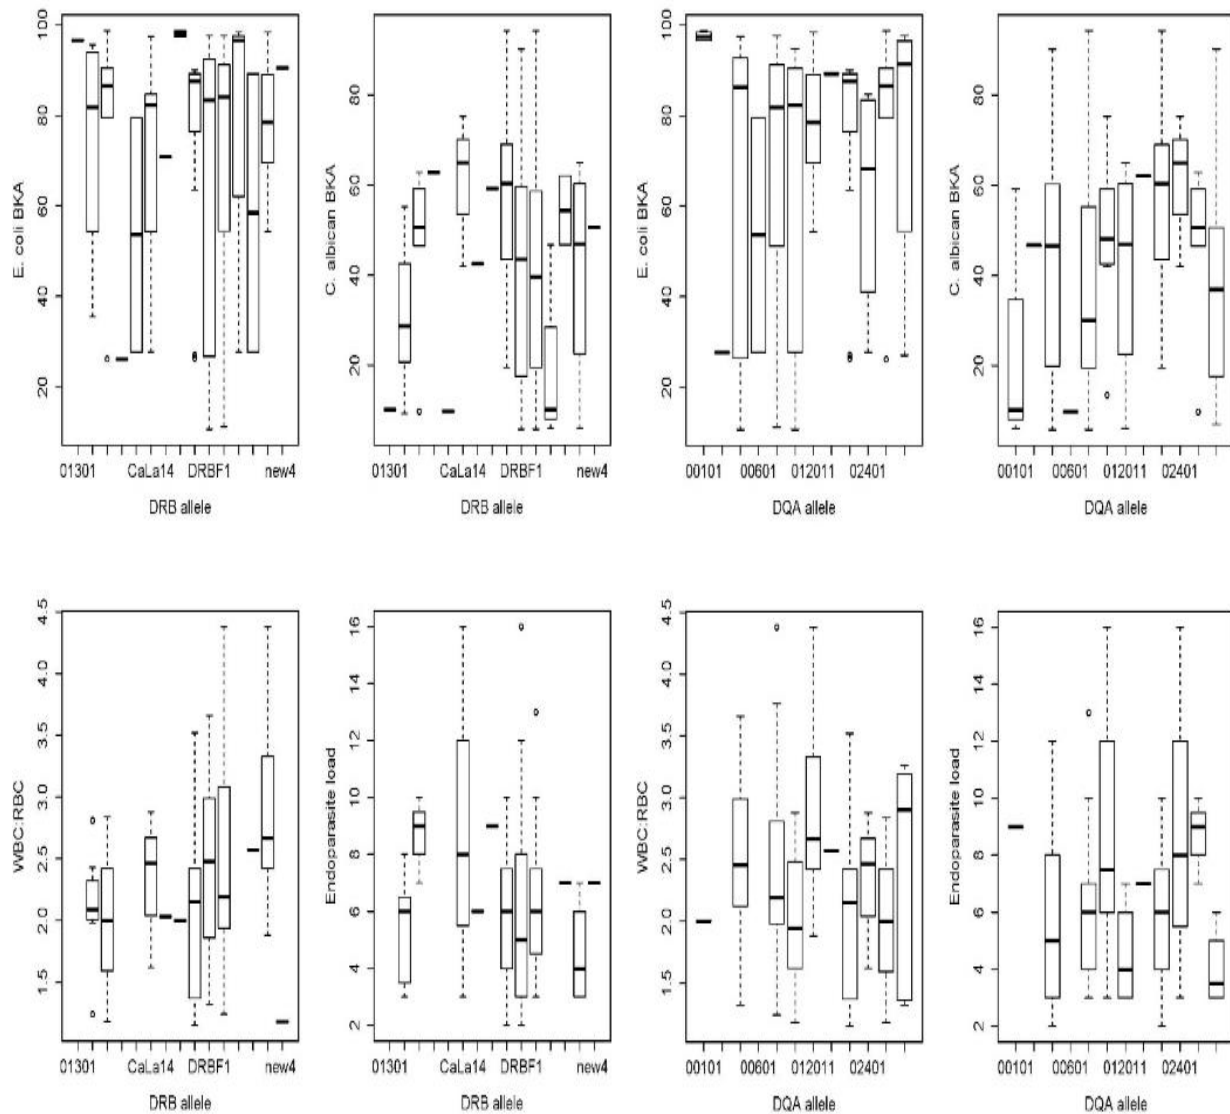 E. coli BKA
100
80
60
40
20
01301 CaLa14 DRBF1 new4
DRB allele
C. albican BKA
80
60
40
20
01301 CaLa14 DRBF1 new4
DRB allele
E. coli BKA
100
80
60
40
20
00101 00601 012011 02401
DQA allele
C. albican BKA
80
60
40
20
00101 00601 012011 02401
DQA allele
WBC:RBC
4.5
4.0
3.5
3.0
2.5
2.0
1.5
01301 CaLa14 DRBF1 new4
DRB allele
Endoparasite load
16
14
12
10
8
6
4
2
01301 CaLa14 DRBF1 new4
DRB allele
WBC:RBC
4.5
4.0
3.5
3.0
2.5
2.0
1.5
00101 00601 012011 02401
DQA allele
Endoparasite load
16
14
12
10
8
6
4
2
00101 00601 012011 02401
DQA allele